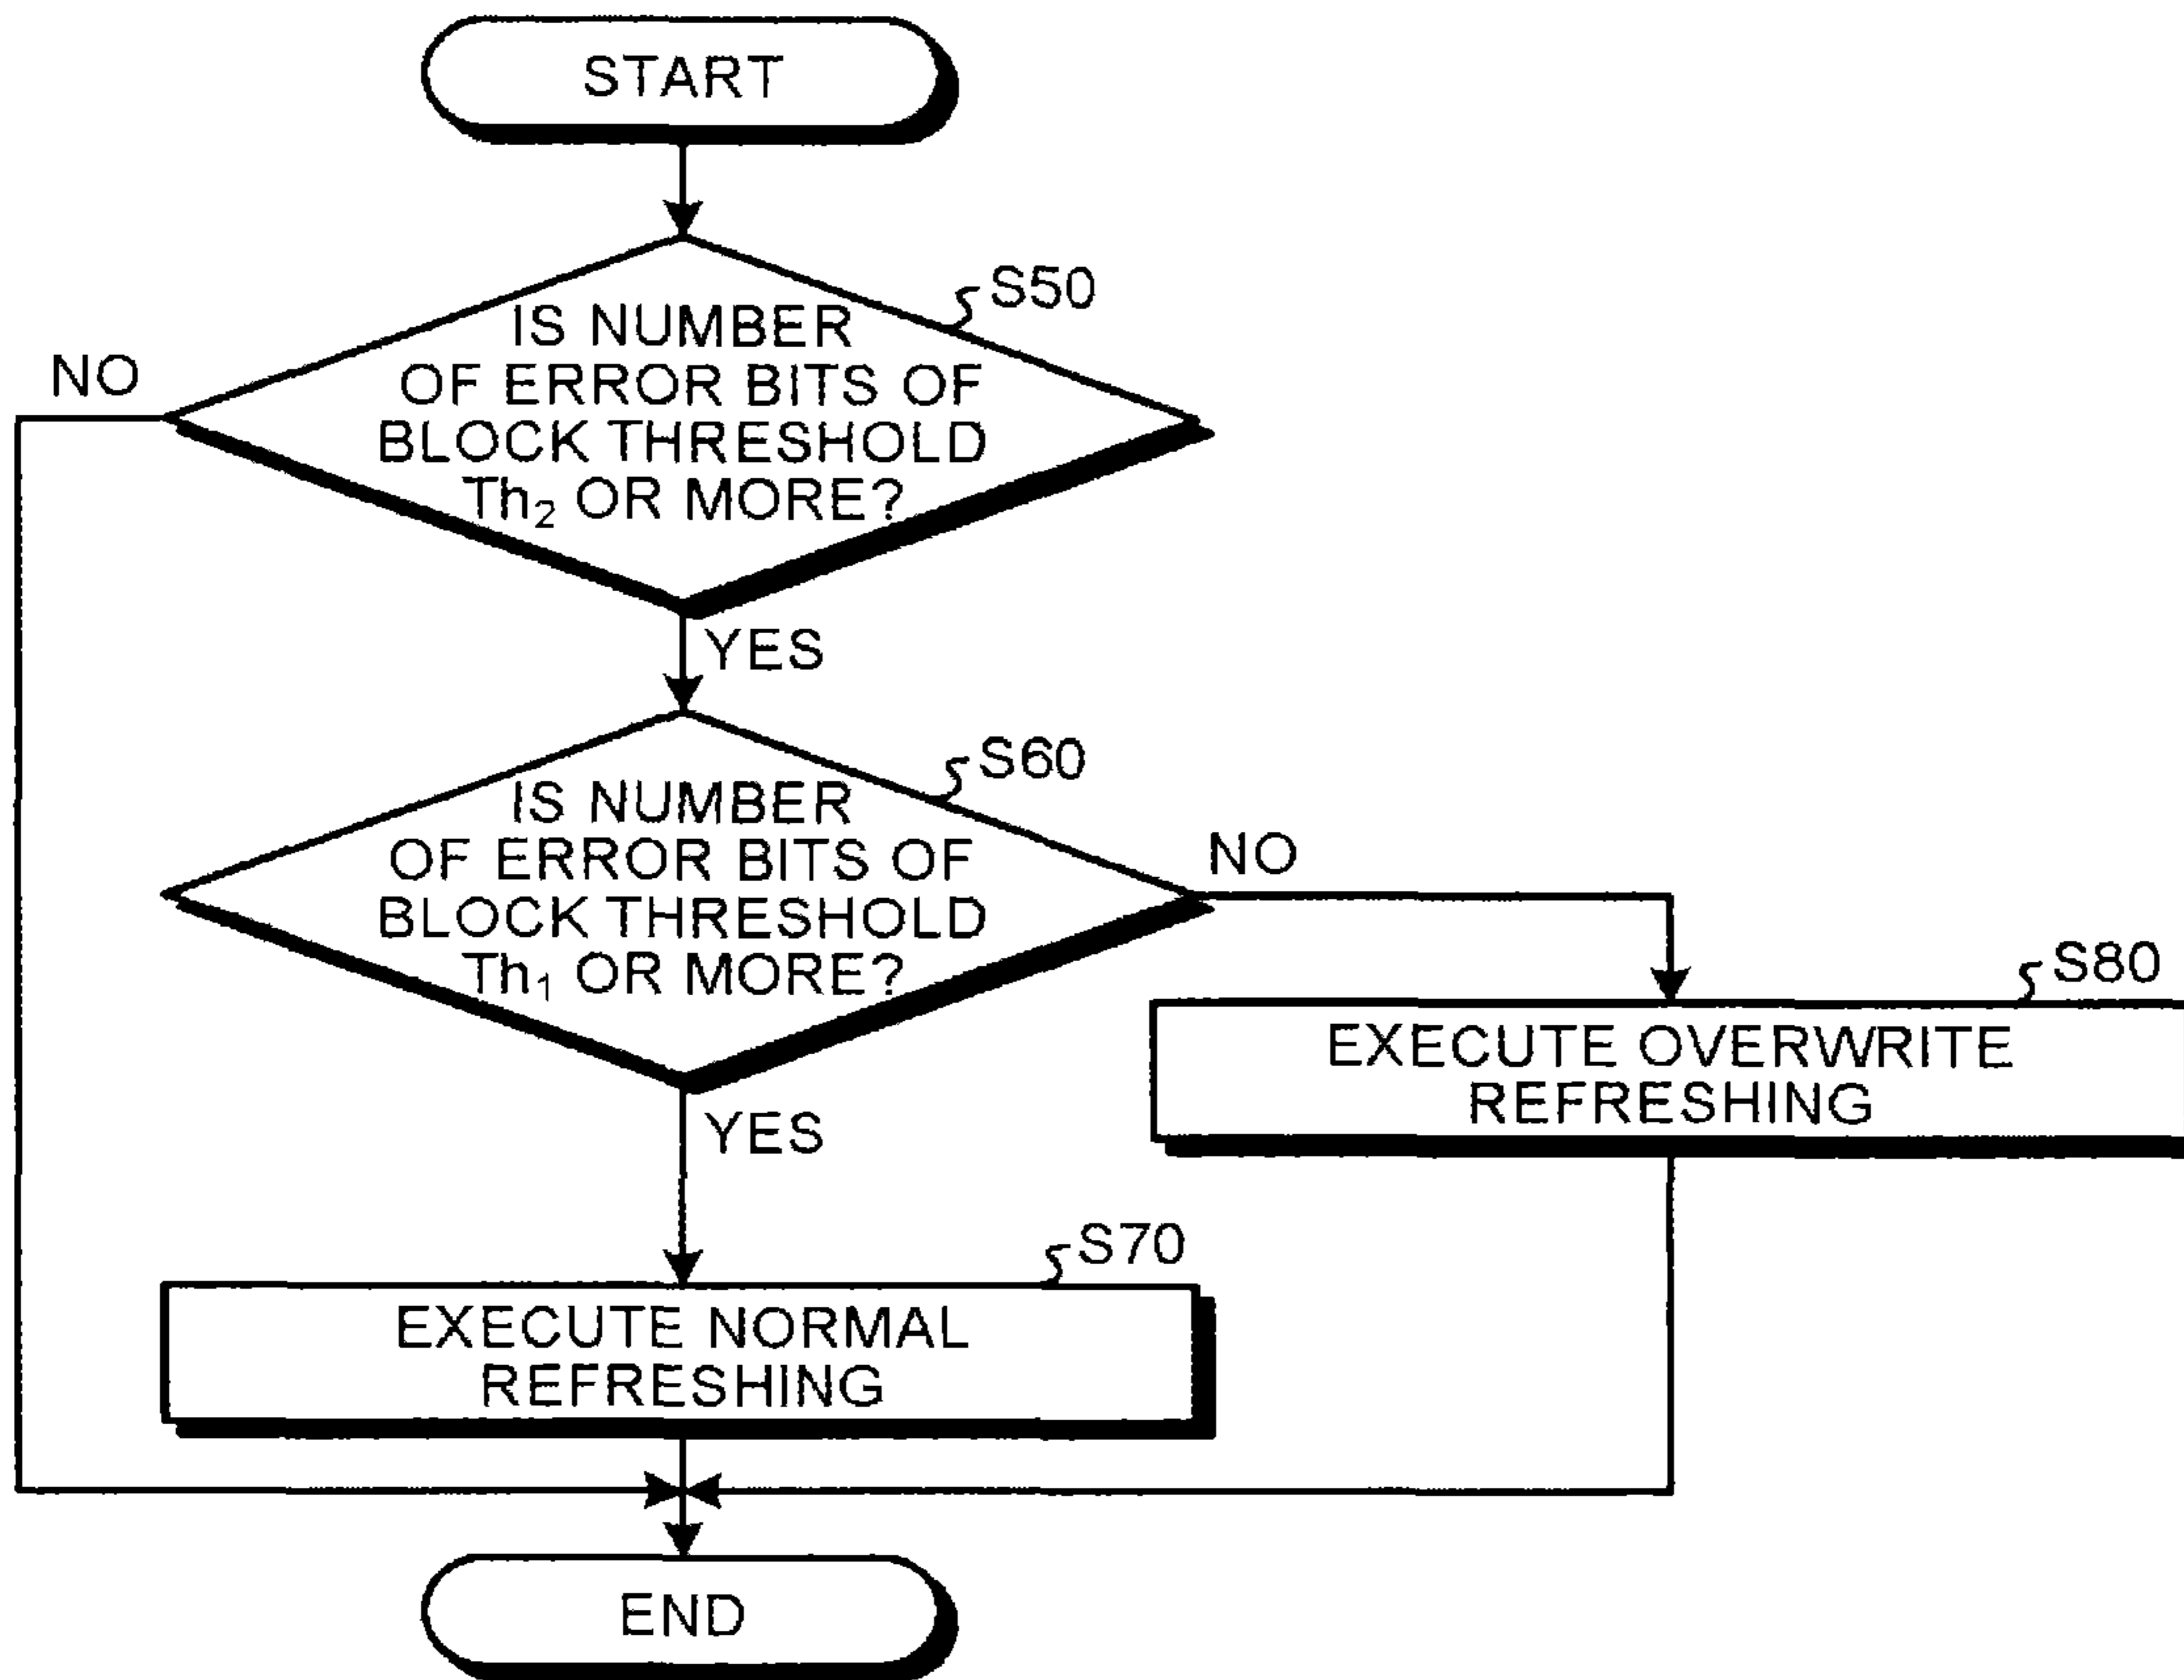 START
S50
IS NUMBER
OF ERROR BITS OF
BLOCK THRESHOLD
Th₂ OR MORE?
NO
YES
S60
IS NUMBER
OF ERROR BITS OF
BLOCK THRESHOLD
Th₁ OR MORE?
NO
YES
S80
EXECUTE OVERWRITE
REFRESHING
S70
EXECUTE NORMAL
REFRESHING
END